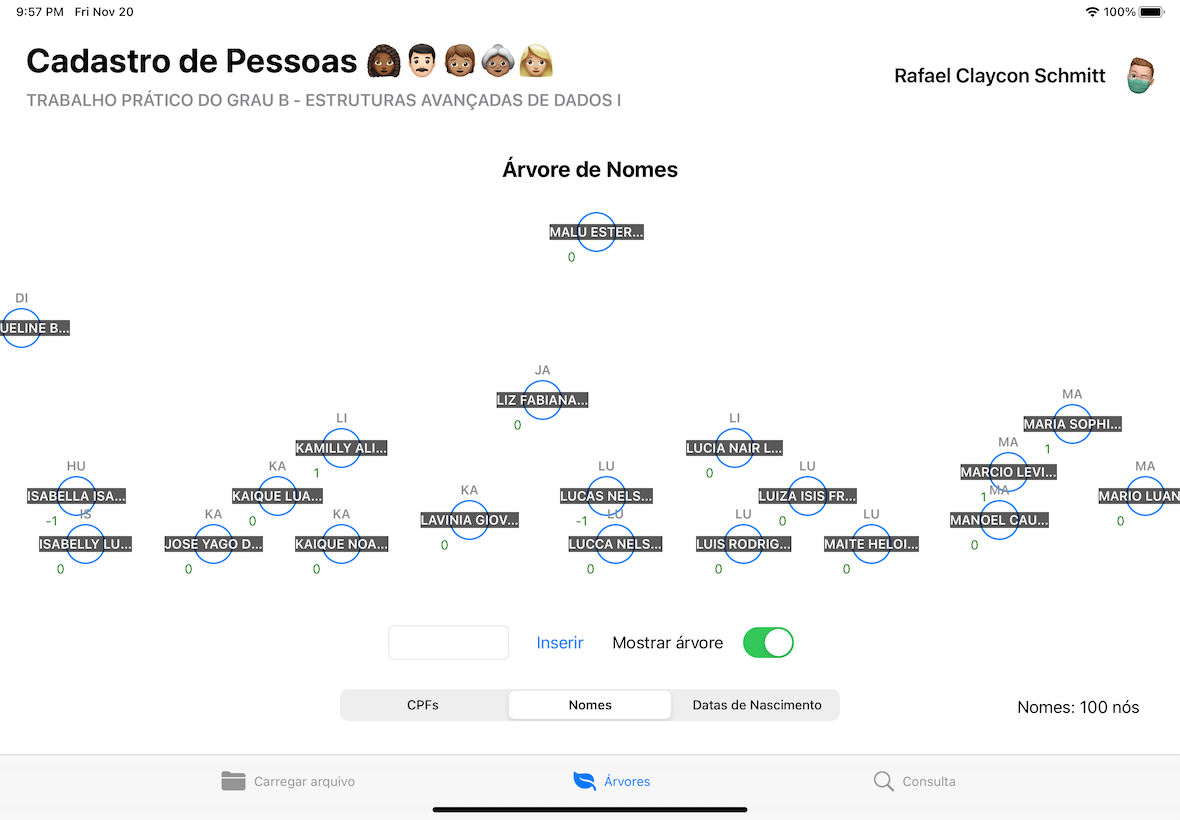 9:57 PM Fri Nov 20 100%
Cadastro de Pessoas
Rafael Claycon Schmitt
TRABALHO PRÁTICO DO GRAU B - ESTRUTURAS AVANÇADAS DE DADOS I
Árvore de Nomes
MALU ESTER...
0
DI
UELINE B...
JA
LIZ FABIANA...
0
MA
MARIA SOPHI...
1
LI
KAMILLY ALI...
1
LI
LUCIA NAIR L...
0
MA
MARCIO LEVI...
1
HU
ISABELLA ISA...
-1
KA
KAIQUE LUA...
0
LU
LUCAS NELS...
-1
LU
LUIZA ISIS FR...
0
MA
MARIO LUAN
0
KA
LAVINIA GIOV...
0
MA
MANOEL CAU...
0
IS
ISABELLY LU...
0
KA
JOSE YAGO D...
0
KA
KAIQUE NOA...
0
LU
LUCCA NELS...
0
LU
LUIS RODRIG...
0
LU
MAITE HELOI...
0
Inserir Mostrar árvore
CPFs Nomes Datas de Nascimento
Nomes: 100 nós
Carregar arquivo Árvores Consulta